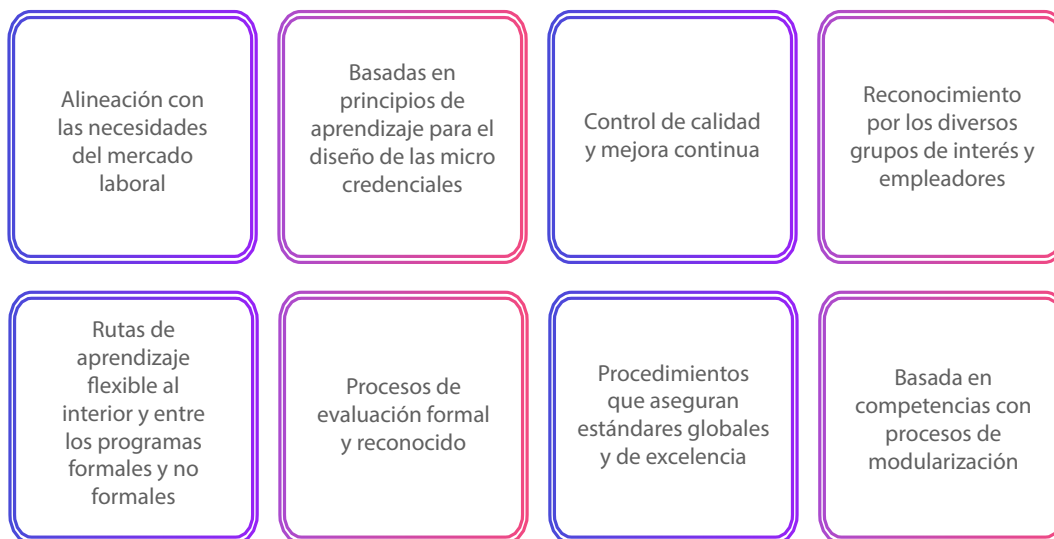 Alineación con
las necesidades
del mercado
laboral
Basadas en
principios de
aprendizaje para el
diseño de las micro
credenciales
Control de calidad
y mejora continua
Reconocimiento
por los diversos
grupos de interés y
empleadores
Rutas de
aprendizaje
flexible al
interior y entre
los programas
formales y no
formales
Procesos de
evaluación formal
y reconocido
Procedimientos
que aseguran
estándares globales
y de excelencia
Basada en
competencias con
procesos de
modularización